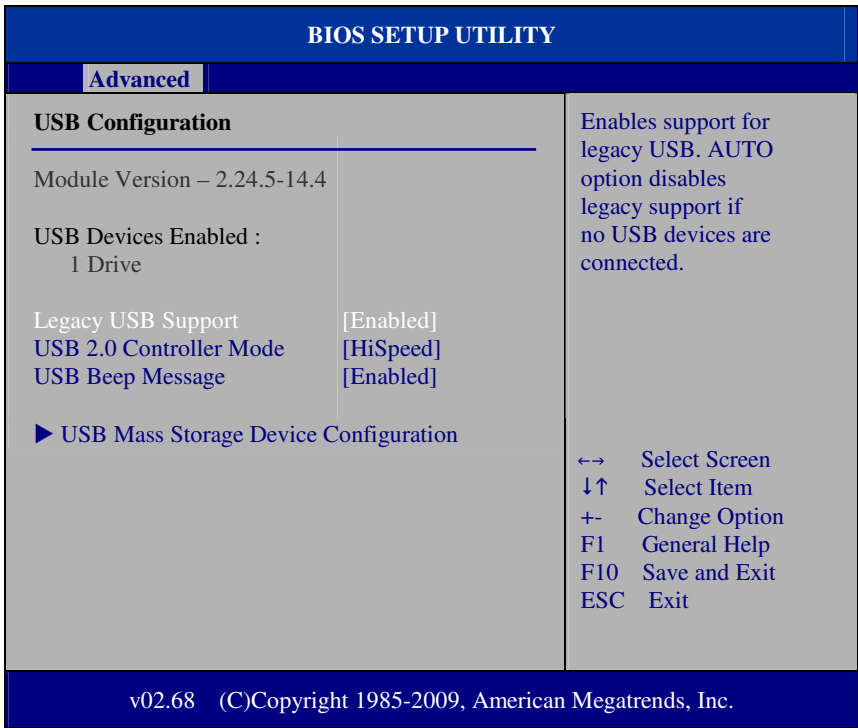 BIOS SETUP UTILITY
Advanced
USB Configuration
Module Version – 2.24.5-14.4
USB Devices Enabled :
1 Drive
Legacy USB Support [Enabled]
USB 2.0 Controller Mode [HiSpeed]
USB Beep Message [Enabled]
▶ USB Mass Storage Device Configuration
Enables support for
legacy USB. AUTO
option disables
legacy support if
no USB devices are
connected.
←→ Select Screen
↓↑ Select Item
+- Change Option
F1 General Help
F10 Save and Exit
ESC Exit
v02.68 (C)Copyright 1985-2009, American Megatrends, Inc.